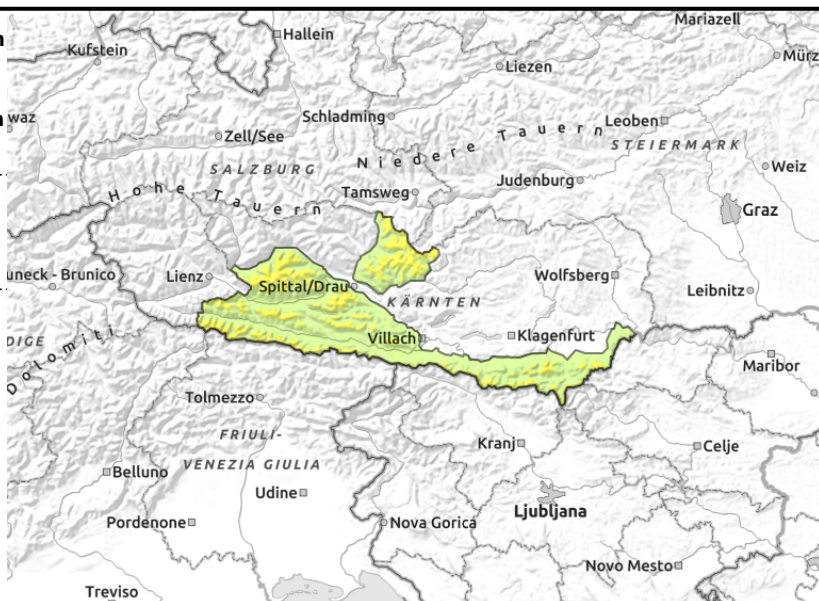 Mariazell
n
Hallein
Kufstein
Mürz
Liezen
waz
Schladming
Leoben
Zell/See
Niedere Tauern
STEIERMARK
SALZBURG
Weiz
Tamsweg
Judenburg
Hohe Tauern
Graz
uneck - Brunico
Lienz
Wolfsberg
Spittal/Drau
Leibnitz
KÄRNTEN
DIGE
Villach
Klagenfurt
Dolomiti
Maribor
Tolmezzo
FRIULI-
VENEZIA GIULIA
Kranj
Celje
Belluno
Udine
Ljubljana
Pordenone
Nova Gorica
Novo Mesto
Treviso